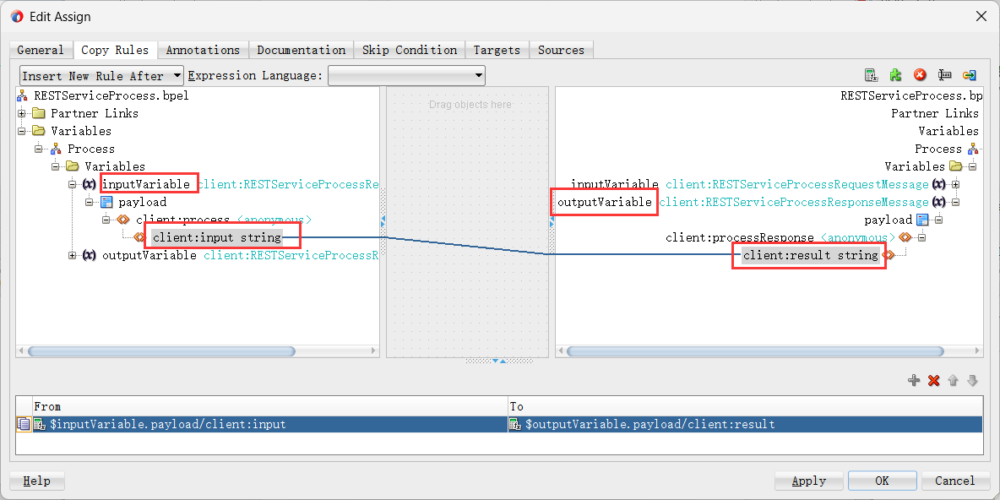 Edit Assign
General Copy Rules Annotations Documentation Skip Condition Targets Sources
Insert New Rule After Expression Language:
RESTServiceProcess.bpel
Partner Links
Variables
Process
Variables
inputVariable client:RESTServiceProcessRe
payload
client:process <anonymous>
client:input string
outputVariable client:RESTServiceProcessR
Drag objects here
RESTServiceProcess.bp
Partner Links
Variables
Process
Variables
inputVariable client:RESTServiceProcessRequestMessage
outputVariable client:RESTServiceProcessResponseMessage
payload
client:processResponse <anonymous>
client:result string
From To
$inputVariable.payload/client:input $outputVariable.payload/client:result
Help Apply OK Cancel